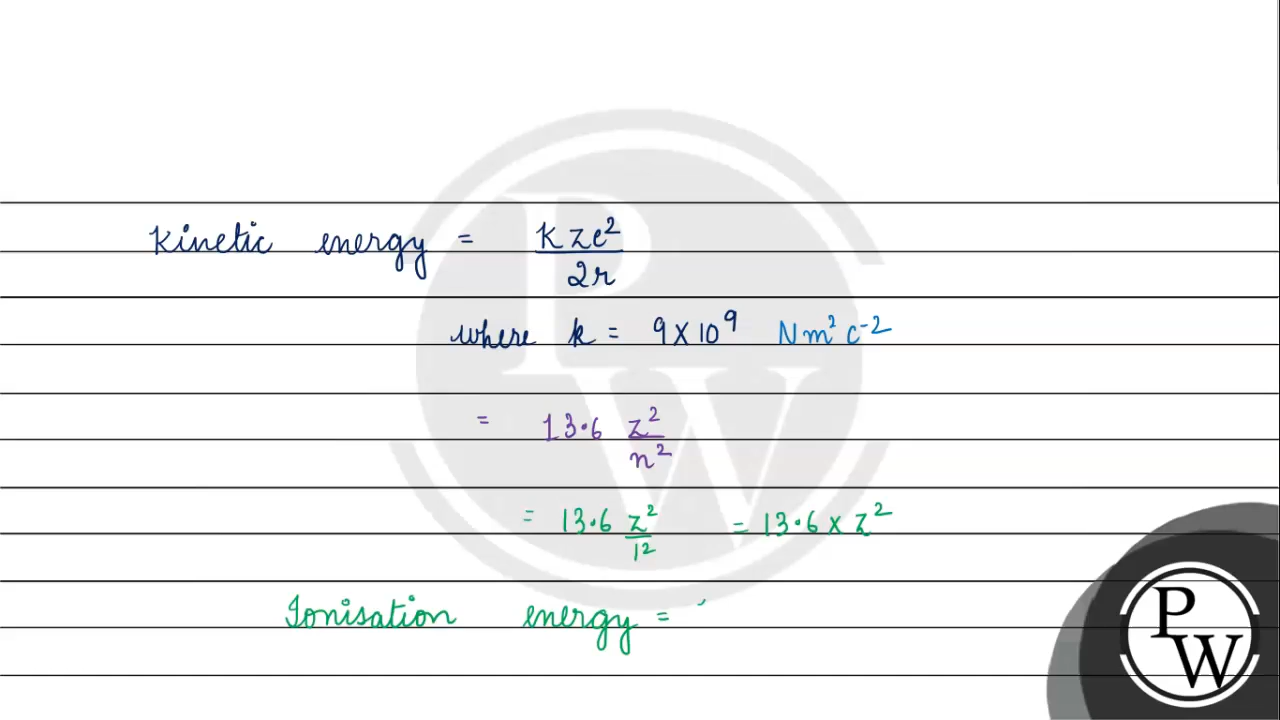 Kinetic energy = KZe²/2r
where k = 9×10⁹ Nm²c⁻²
= 13.6 z²/n²
= 13.6 z²/1² = 13.6 × z²
Ionisation energy =
P
W